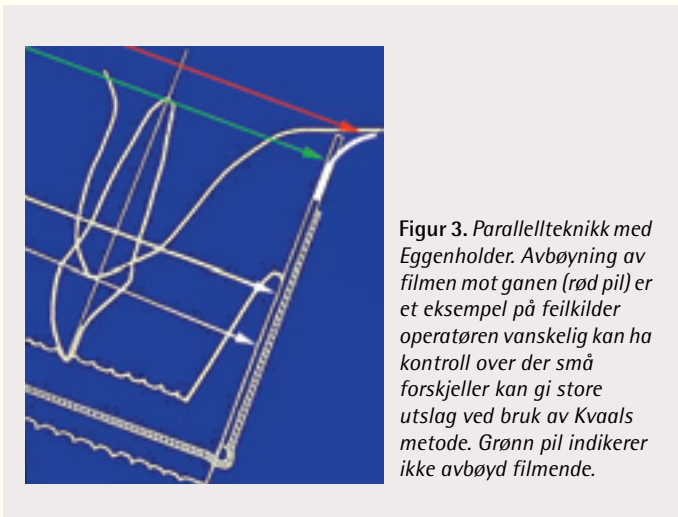 Figur 3. Parallellteknikk med
Eggenholder. Avbøyning av
filmen mot ganen (rød pil) er
et eksempel på feilkilder
operatøren vanskelig kan ha
kontroll over der små
forskjeller kan gi store
utslag ved bruk av Kvaals
metode. Grønn pil indikerer
ikke avbøyd filmende.